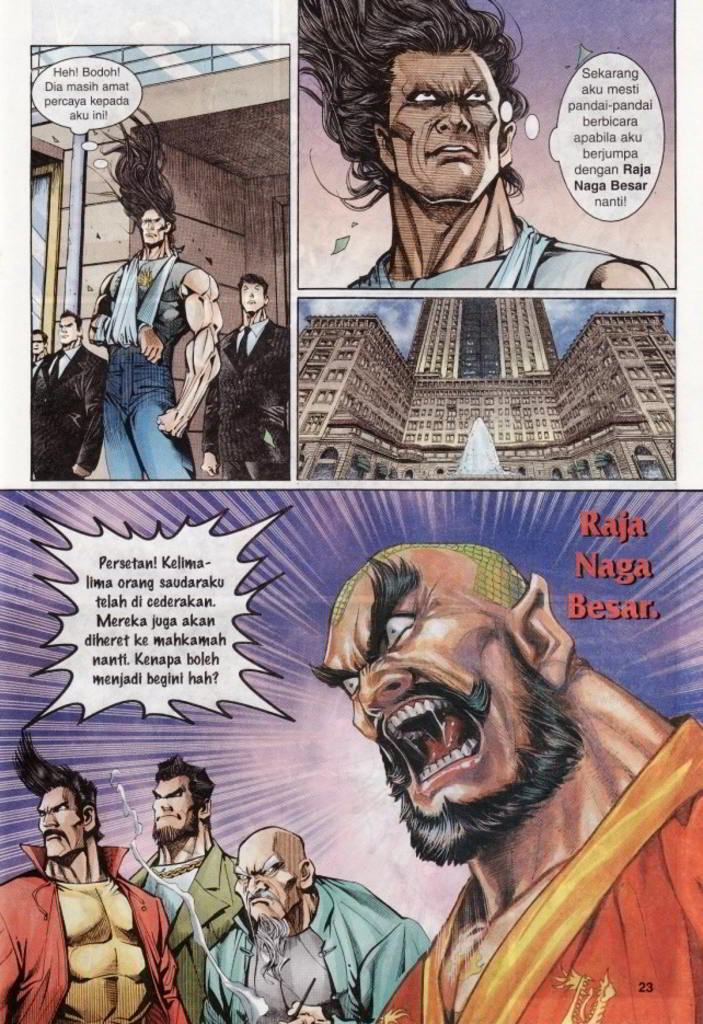 Heh! Bodoh!
Dia masih amat
percaya kepada
aku ini!
Sekarang
aku mesti
pandai-pandai
berbicara
apabila aku
berjumpa
dengan Raja
Naga Besar
nanti!
Raja
Naga
Besar.
Persetan! Kelima-
lima orang saudaraku
telah di cederakan.
Mereka juga akan
diheret ke mahkamah
nanti. Kenapa boleh
menjadi begini hah?
23